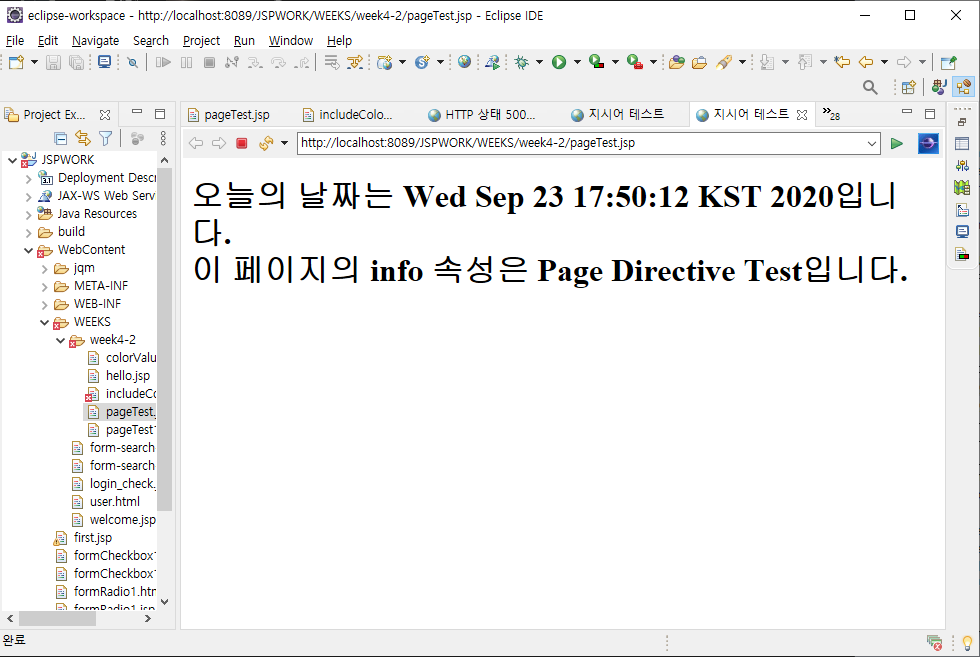 eclipse-workspace - http://localhost:8089/JSPWORK/WEEKS/week4-2/pageTest.jsp - Eclipse IDE
File Edit Navigate Search Project Run Window Help
Project Ex...
pageTest.jsp
includeColo...
HTTP 상태 500...
지시어 테스트
지시어 테스트
28
http://localhost:8089/JSPWORK/WEEKS/week4-2/pageTest.jsp
JSPWORK
Deployment Descr
JAX-WS Web Serv
Java Resources
build
WebContent
jqm
META-INF
WEB-INF
WEEKS
week4-2
colorValu
hello.jsp
includeCo
pageTest.
pageTest1
form-search
form-search
login_check.
user.html
welcome.jsp
first.jsp
formCheckbox1
formCheckbox1
formRadio1.htm
formRadio1.jsp
오늘의 날짜는 Wed Sep 23 17:50:12 KST 2020입니
다.
이 페이지의 info 속성은 Page Directive Test입니다.
완료